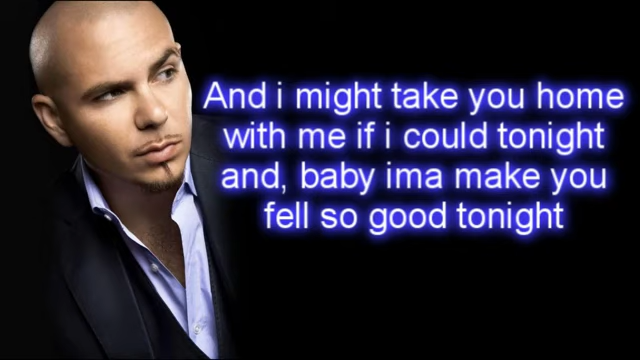 And i might take you home
with me if i could tonight
and, baby ima make you
fell so good tonight